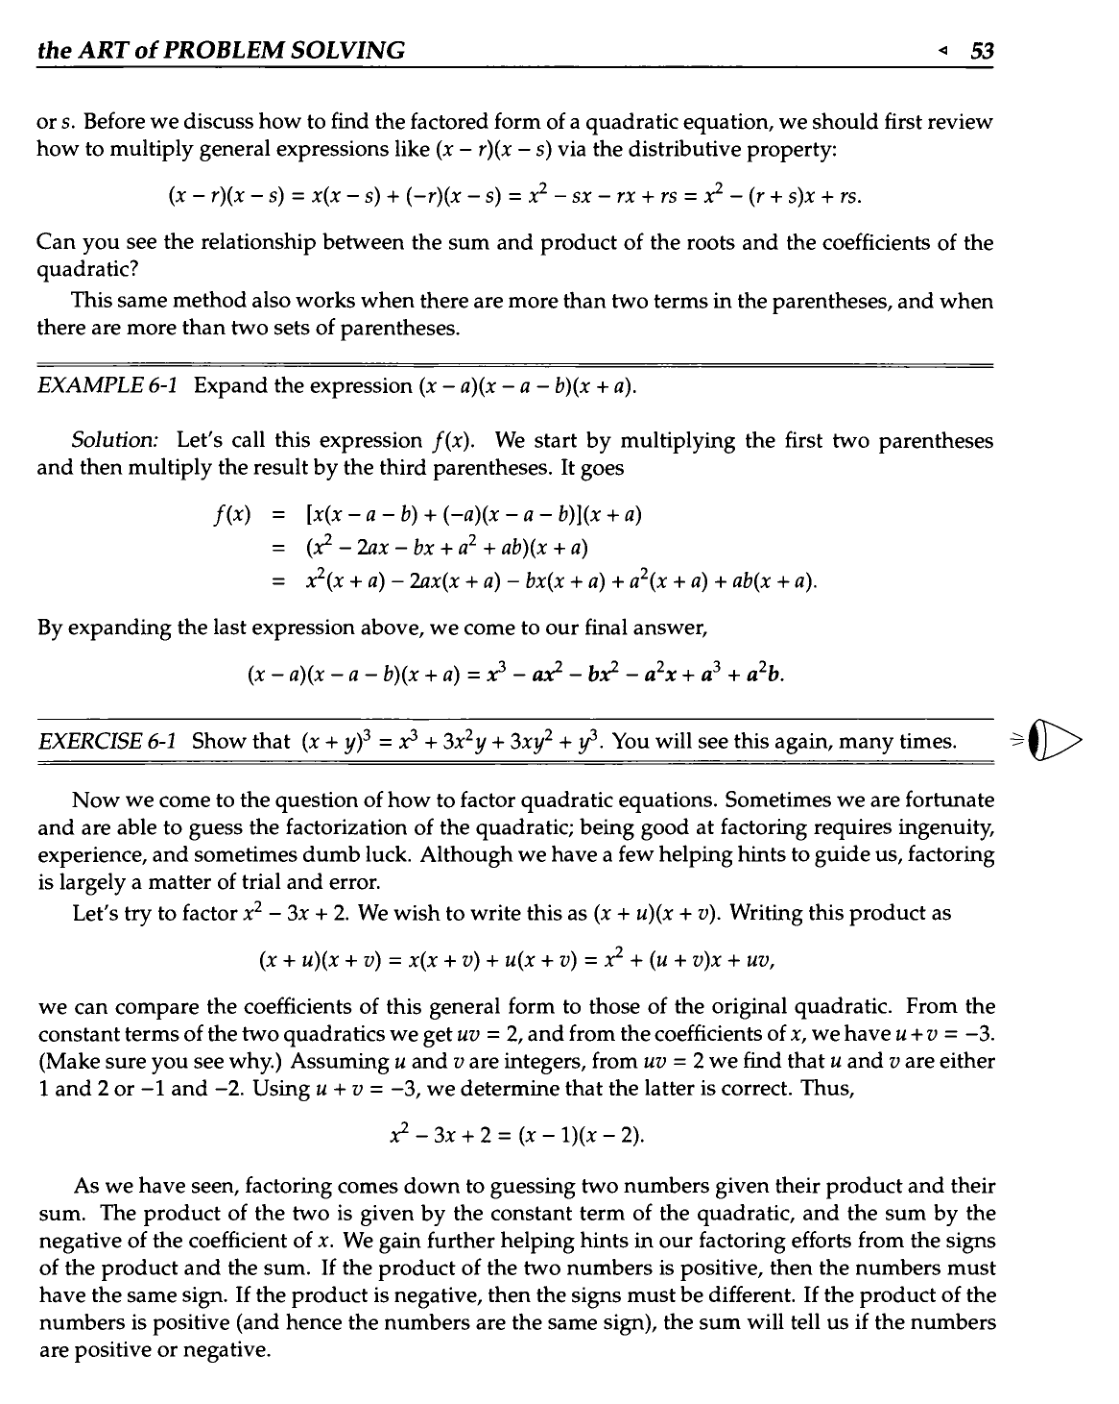 the ART of PROBLEM SOLVING ◃ 53
or s. Before we discuss how to find the factored form of a quadratic equation, we should first review
how to multiply general expressions like (x − r)(x − s) via the distributive property:
(x − r)(x − s) = x(x − s) + (−r)(x − s) = x² − sx − rx + rs = x² − (r + s)x + rs.
Can you see the relationship between the sum and product of the roots and the coefficients of the
quadratic?
This same method also works when there are more than two terms in the parentheses, and when
there are more than two sets of parentheses.
EXAMPLE 6-1 Expand the expression (x − a)(x − a − b)(x + a).
Solution: Let's call this expression f(x). We start by multiplying the first two parentheses
and then multiply the result by the third parentheses. It goes
f(x) = [x(x − a − b) + (−a)(x − a − b)](x + a)
= (x² − 2ax − bx + a² + ab)(x + a)
= x²(x + a) − 2ax(x + a) − bx(x + a) + a²(x + a) + ab(x + a).
By expanding the last expression above, we come to our final answer,
(x − a)(x − a − b)(x + a) = x³ − ax² − bx² − a²x + a³ + a²b.
EXERCISE 6-1 Show that (x + y)³ = x³ + 3x²y + 3xy² + y³. You will see this again, many times.
Now we come to the question of how to factor quadratic equations. Sometimes we are fortunate
and are able to guess the factorization of the quadratic; being good at factoring requires ingenuity,
experience, and sometimes dumb luck. Although we have a few helping hints to guide us, factoring
is largely a matter of trial and error.
Let's try to factor x² − 3x + 2. We wish to write this as (x + u)(x + v). Writing this product as
(x + u)(x + v) = x(x + v) + u(x + v) = x² + (u + v)x + uv,
we can compare the coefficients of this general form to those of the original quadratic. From the
constant terms of the two quadratics we get uv = 2, and from the coefficients of x, we have u + v = −3.
(Make sure you see why.) Assuming u and v are integers, from uv = 2 we find that u and v are either
1 and 2 or −1 and −2. Using u + v = −3, we determine that the latter is correct. Thus,
x² − 3x + 2 = (x − 1)(x − 2).
As we have seen, factoring comes down to guessing two numbers given their product and their
sum. The product of the two is given by the constant term of the quadratic, and the sum by the
negative of the coefficient of x. We gain further helping hints in our factoring efforts from the signs
of the product and the sum. If the product of the two numbers is positive, then the numbers must
have the same sign. If the product is negative, then the signs must be different. If the product of the
numbers is positive (and hence the numbers are the same sign), the sum will tell us if the numbers
are positive or negative.